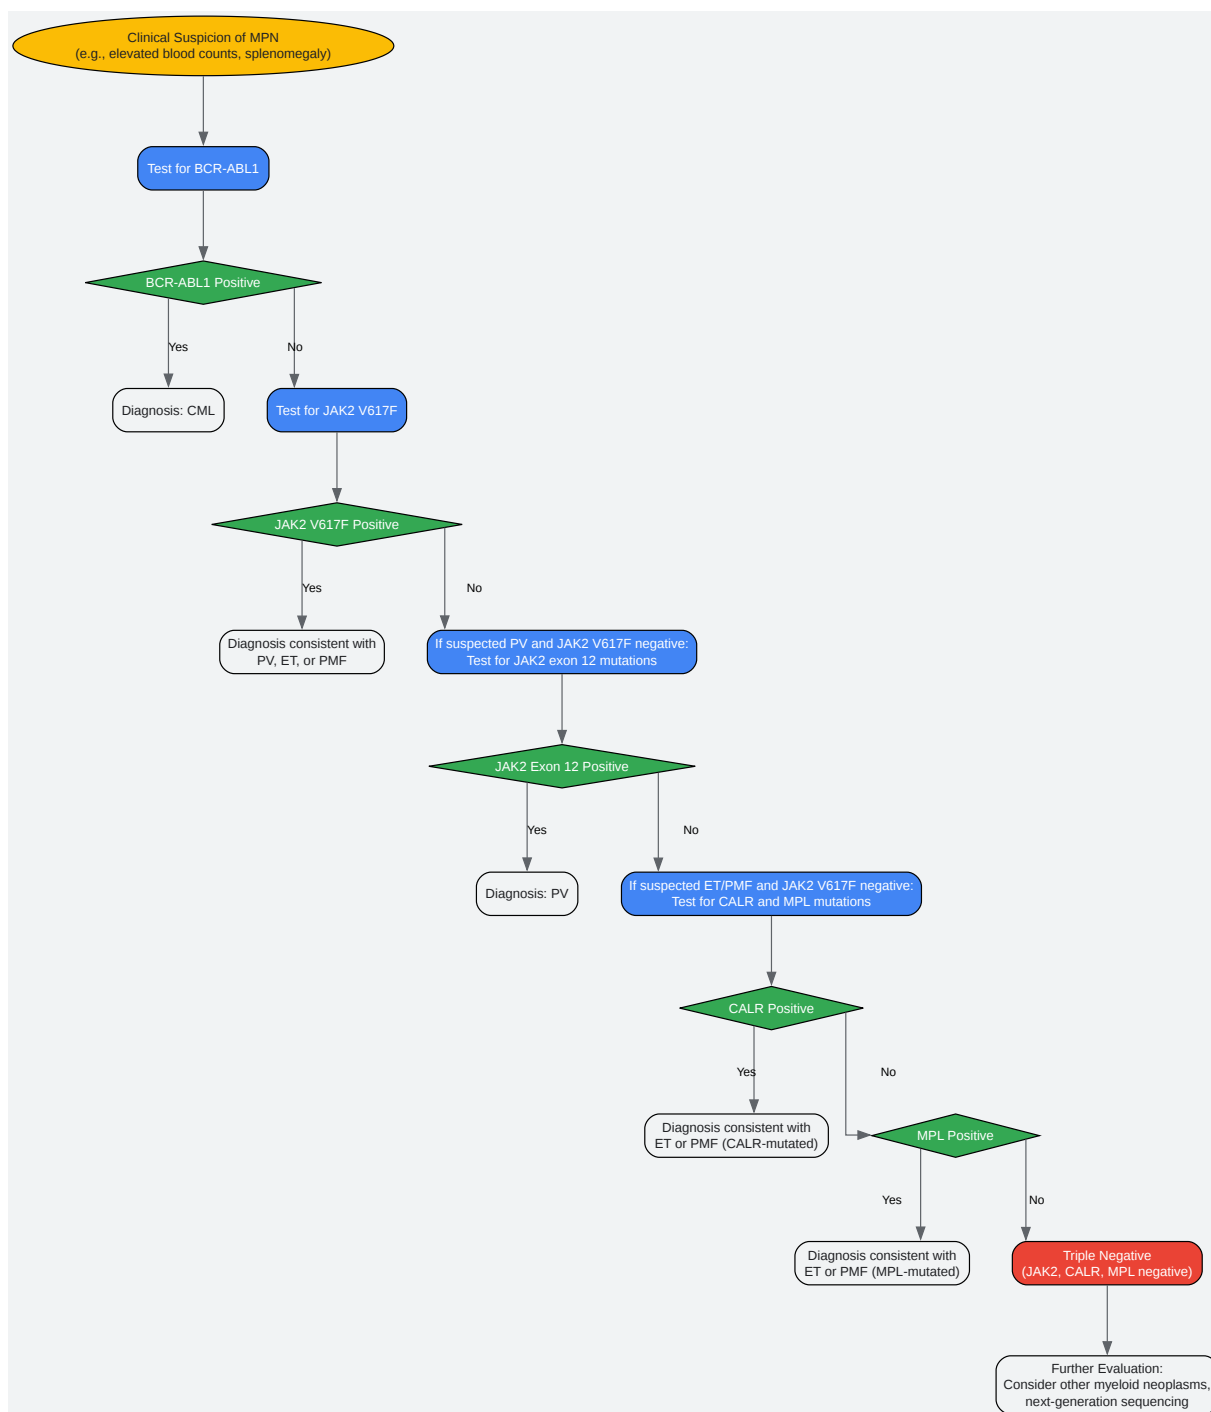 Clinical Suspicion of MPN
(e.g., elevated blood counts, splenomegaly)
Test for BCR-ABL1
BCR-ABL1 Positive
Yes
No
Diagnosis: CML
Test for JAK2 V617F
JAK2 V617F Positive
Yes
No
Diagnosis consistent with
PV, ET, or PMF
If suspected PV and JAK2 V617F negative:
Test for JAK2 exon 12 mutations
JAK2 Exon 12 Positive
Yes
No
Diagnosis: PV
If suspected ET/PMF and JAK2 V617F negative:
Test for CALR and MPL mutations
CALR Positive
Yes
No
Diagnosis consistent with
ET or PMF (CALR-mutated)
MPL Positive
Yes
No
Diagnosis consistent with
ET or PMF (MPL-mutated)
Triple Negative
(JAK2, CALR, MPL negative)
Further Evaluation:
Consider other myeloid neoplasms,
next-generation sequencing